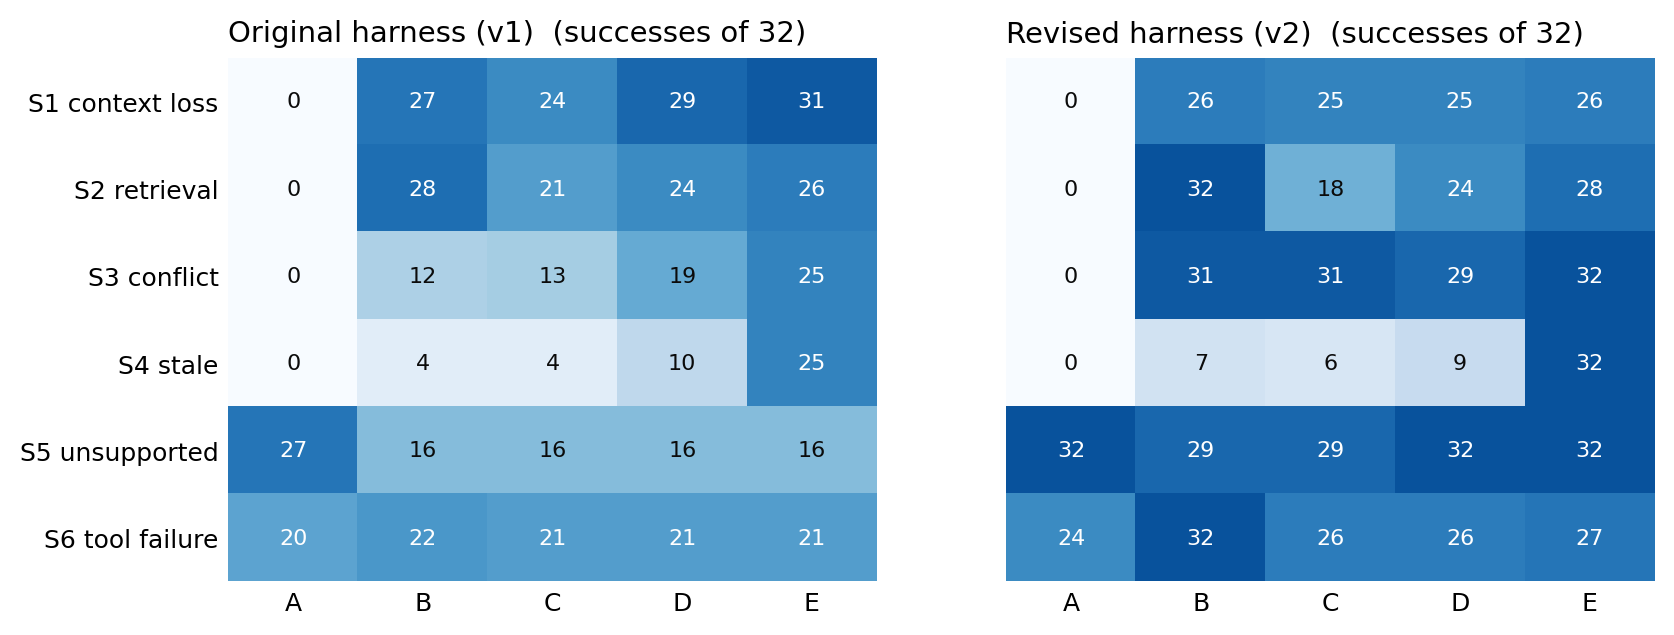 Original harness (v1)  (successes of 32)
Revised harness (v2)  (successes of 32)
S1 context loss 0 27 24 29 31 0 26 25 25 26
S2 retrieval 0 28 21 24 26 0 32 18 24 28
S3 conflict 0 12 13 19 25 0 31 31 29 32
S4 stale 0 4 4 10 25 0 7 6 9 32
S5 unsupported 27 16 16 16 16 32 29 29 32 32
S6 tool failure 20 22 21 21 21 24 32 26 26 27
A B C D E A B C D E